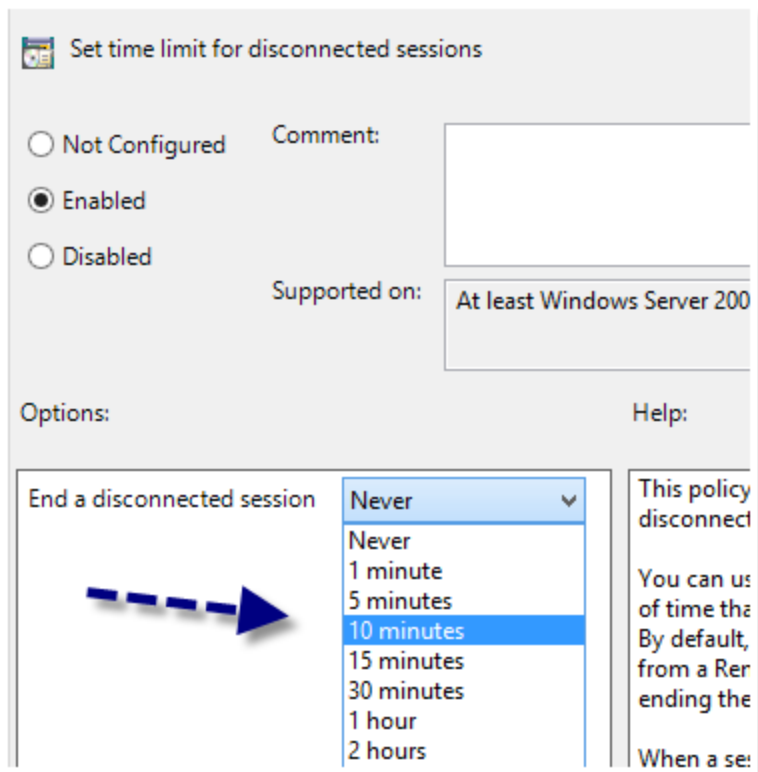 Set time limit for disconnected sessions
Not Configured
Comment:
Enabled
Disabled
Supported on:
At least Windows Server 200
Options:
Help:
End a disconnected session
Never
Never
1 minute
5 minutes
10 minutes
15 minutes
30 minutes
1 hour
2 hours
This policy
disconnect
You can us
of time tha
By default,
from a Rer
ending the
When a ses